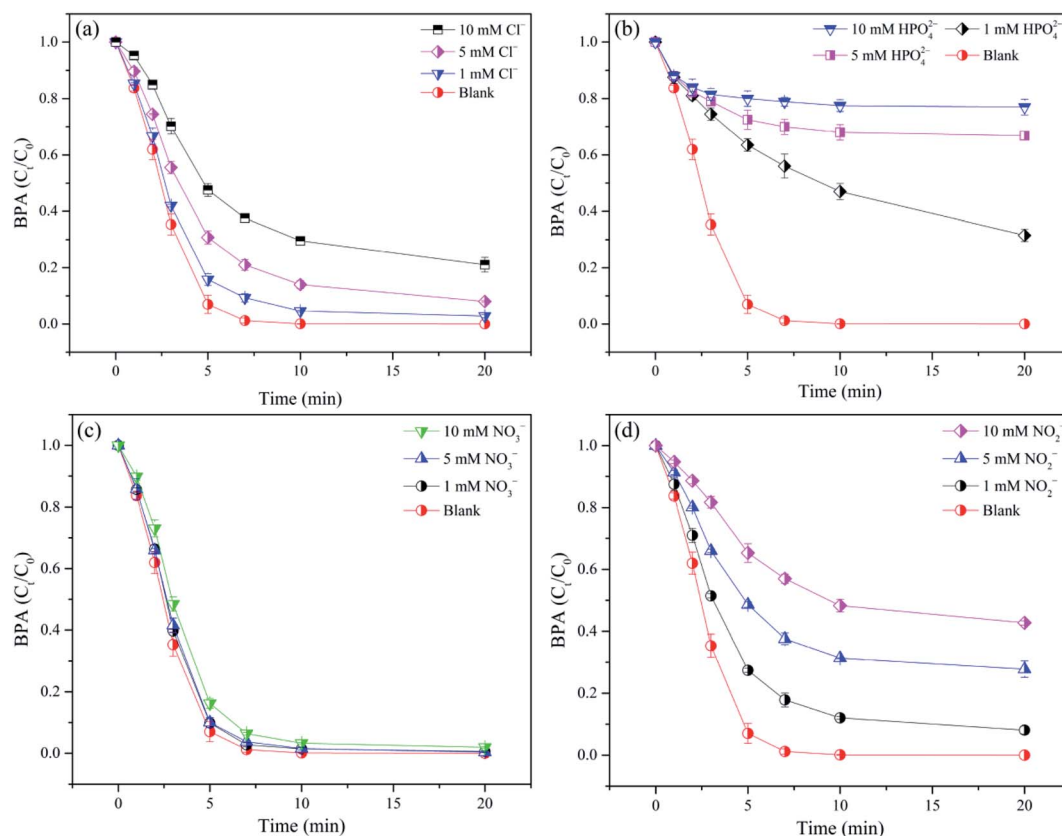 (a)
10 mM Cl⁻
5 mM Cl⁻
1 mM Cl⁻
Blank
BPA (Cₜ/C₀)
1.0
0.8
0.6
0.4
0.2
0.0
0 5 10 15 20
Time (min)
(b)
10 mM HPO₄²⁻ 1 mM HPO₄²⁻
5 mM HPO₄²⁻ Blank
BPA (Cₜ/C₀)
1.0
0.8
0.6
0.4
0.2
0.0
0 5 10 15 20
Time (min)
(c)
10 mM NO₃⁻
5 mM NO₃⁻
1 mM NO₃⁻
Blank
BPA (Cₜ/C₀)
1.0
0.8
0.6
0.4
0.2
0.0
0 5 10 15 20
Time (min)
(d)
10 mM NO₂⁻
5 mM NO₂⁻
1 mM NO₂⁻
Blank
BPA (Cₜ/C₀)
1.0
0.8
0.6
0.4
0.2
0.0
0 5 10 15 20
Time (min)